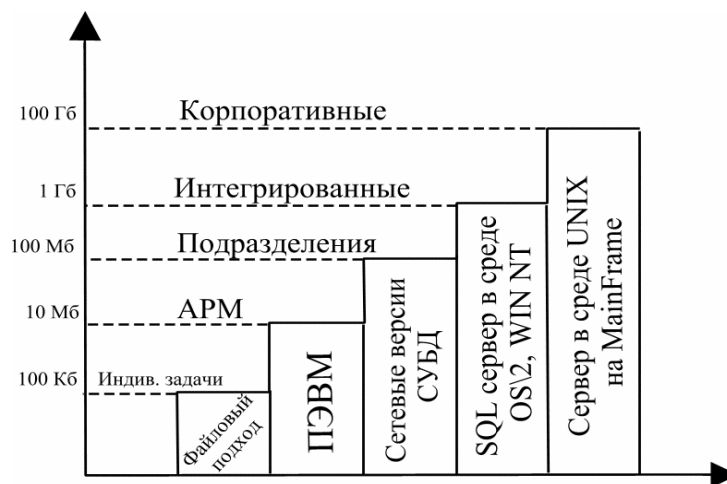 100 Гб
Корпоративные
1 Гб
Интегрированные
100 Мб
Подразделения
10 Мб
АРМ
100 Кб
Индив. задачи
Файловый
подход
ПЭВМ
Сетевые версии
СУБД
SQL сервер в среде
OS\2, WIN NT
Сервер в среде UNIX
на MainFrame